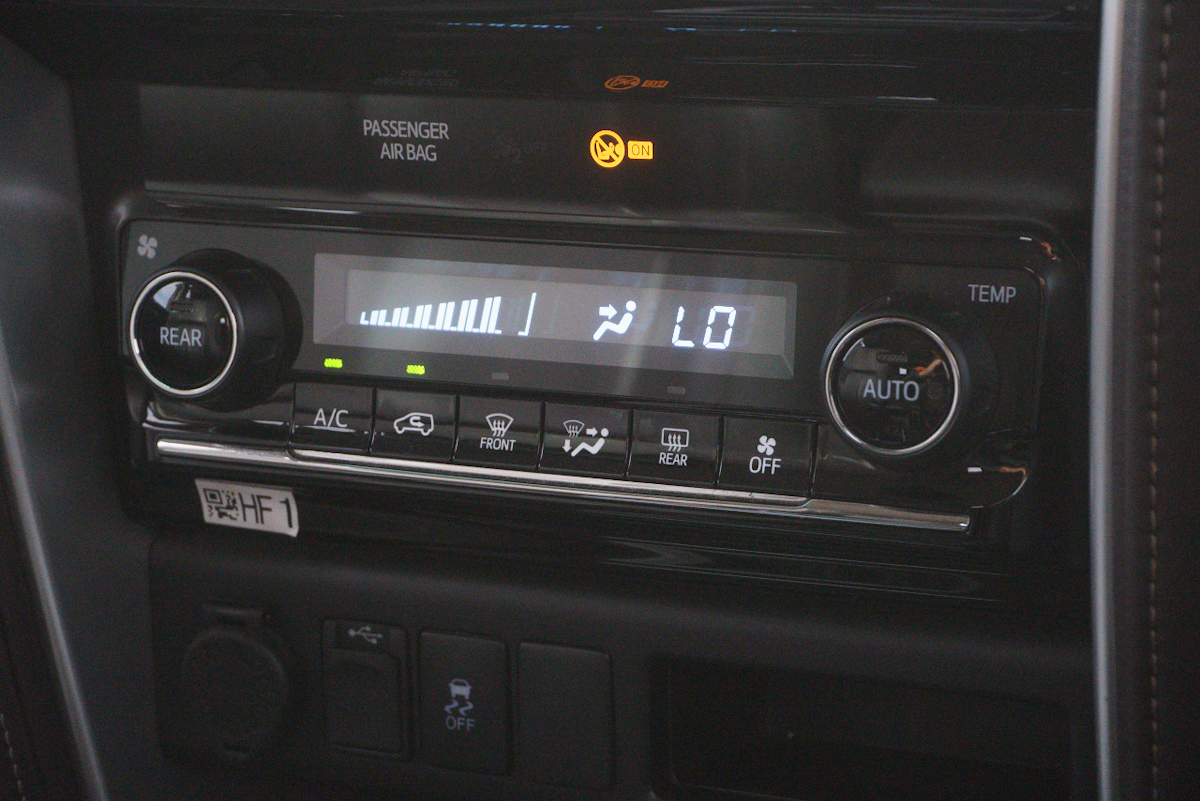 PASSENGER
AIR BAG
ON
TEMP
REAR
LO
AUTO
A/C
FRONT
REAR
OFF
HF 1
OFF